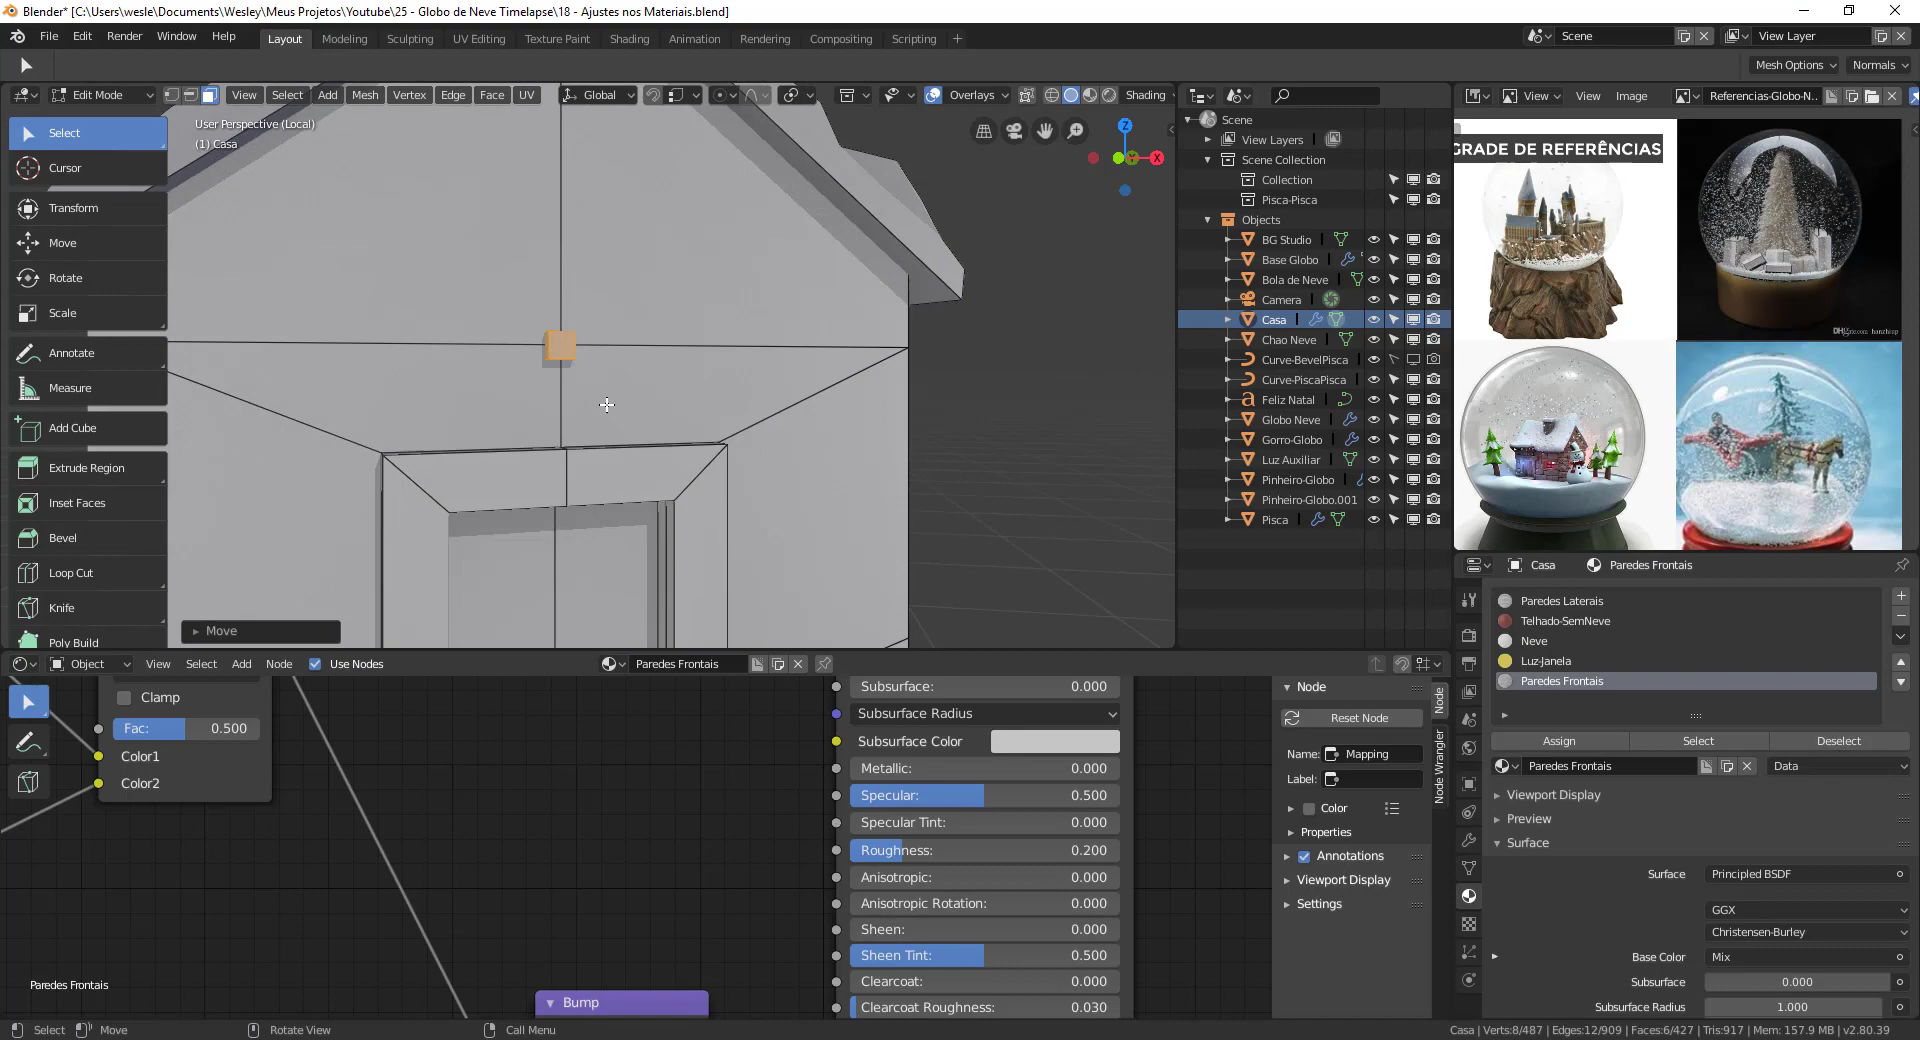 Blender* [C:\Users\wesle\Documents\Wesley\Meus Projetos\Youtube\25 - Globo de Neve Timelapse\18 - Ajustes nos Materiais.blend]
File Edit Render Window Help
Layout Modeling Sculpting UV Editing Texture Paint Shading Animation Rendering Compositing Scripting +
Scene
View Layer
Mesh Options
Normals
Edit Mode
View Select Add Mesh Vertex Edge Face UV
Global
Overlays
Shading
Select
Cursor
Transform
Move
Rotate
Scale
Annotate
Measure
Add Cube
Extrude Region
Inset Faces
Bevel
Loop Cut
Knife
Poly Build
User Perspective (Local)
(1) Casa
Z
X
Move
Scene
View Layers
Scene Collection
Collection
Pisca-Pisca
Objects
BG Studio
Base Globo
Bola de Neve
Camera
Casa
Chao Neve
Curve-BevelPisca
Curve-PiscaPisca
Feliz Natal
Globo Neve
Gorro-Globo
Luz Auxiliar
Pinheiro-Globo
Pinheiro-Globo.001
Pisca
View
View Image
Referencias-Globo-N..
GRADE DE REFERÊNCIAS
Casa
Paredes Frontais
Paredes Laterais
Telhado-SemNeve
Neve
Luz-Janela
Paredes Frontais
Assign
Select
Deselect
Paredes Frontais
Data
Viewport Display
Preview
Surface
Surface
Principled BSDF
GGX
Christensen-Burley
Base Color
Mix
Subsurface
0.000
Subsurface Radius
1.000
Object
View Select Add Node
Use Nodes
Paredes Frontais
Clamp
Fac: 0.500
Color1
Color2
Subsurface: 0.000
Subsurface Radius
Subsurface Color
Metallic: 0.000
Specular: 0.500
Specular Tint: 0.000
Roughness: 0.200
Anisotropic: 0.000
Anisotropic Rotation: 0.000
Sheen: 0.000
Sheen Tint: 0.500
Clearcoat: 0.000
Clearcoat Roughness: 0.030
Bump
Paredes Frontais
Node
Reset Node
Name: Mapping
Label:
Color
Properties
Annotations
Viewport Display
Settings
Node
Node Wrangler
Select
Move
Rotate View
Call Menu
Casa | Verts:8/487 | Edges:12/909 | Faces:6/427 | Tris:917 | Mem: 157.9 MB | v2.80.39